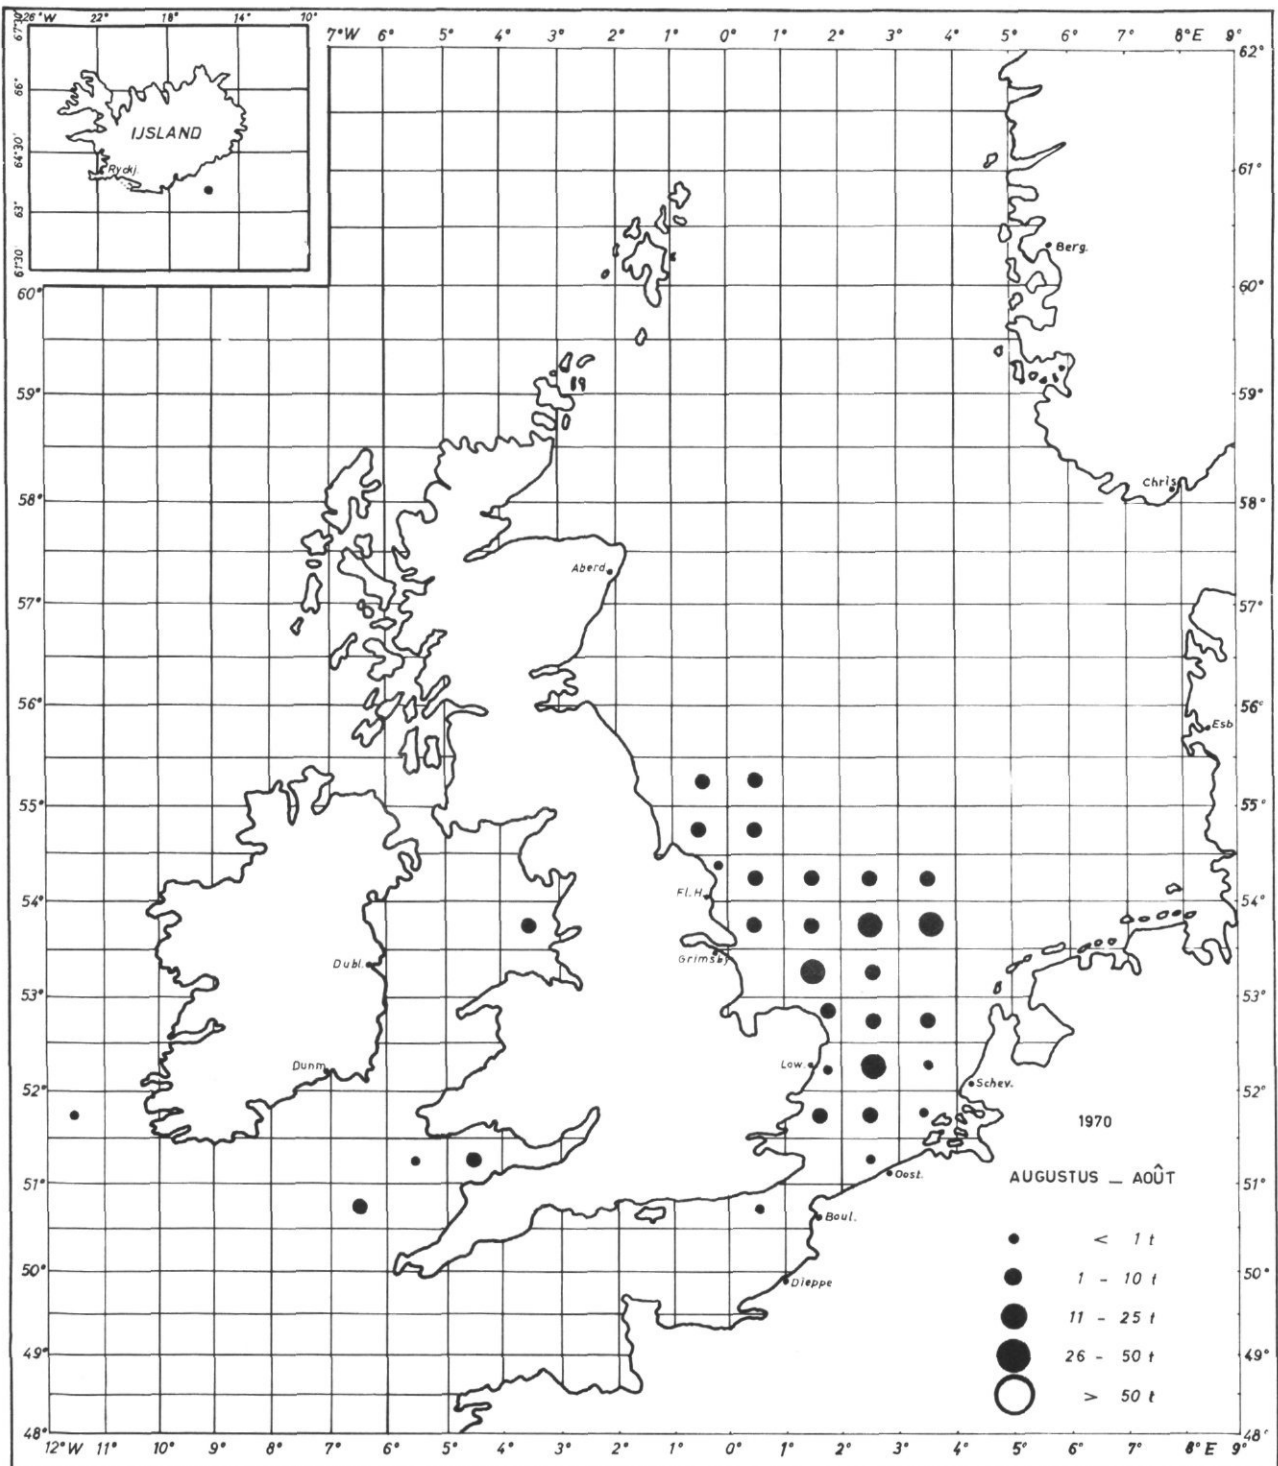 26°W 22° 18° 14° 10°
67°30'
66°
64°30'
63°
61°30'
IJSLAND
Ryckj.
7°W 6° 5° 4° 3° 2° 1° 0° 1° 2° 3° 4° 5° 6° 7° 8°E 9°
62°
61°
60° 60°
59° 59°
58° 58°
57° 57°
56° 56°
55° 55°
54° 54°
53° 53°
52° 52°
51° 51°
50° 50°
49° 49°
48° 48°
Berg.
Chris
Aberd
Esb
Fl.H.
Grimsby
Dubl.
Dunm
Low.
Schev.
Oost.
Boul.
Dieppe
1970
AUGUSTUS _ AOÛT
< 1 t
1 - 10 t
11 - 25 t
26 - 50 t
> 50 t
12°W 11° 10° 9° 8° 7° 6° 5° 4° 3° 2° 1° 0° 1° 2° 3° 4° 5° 6° 7° 8°E 9°